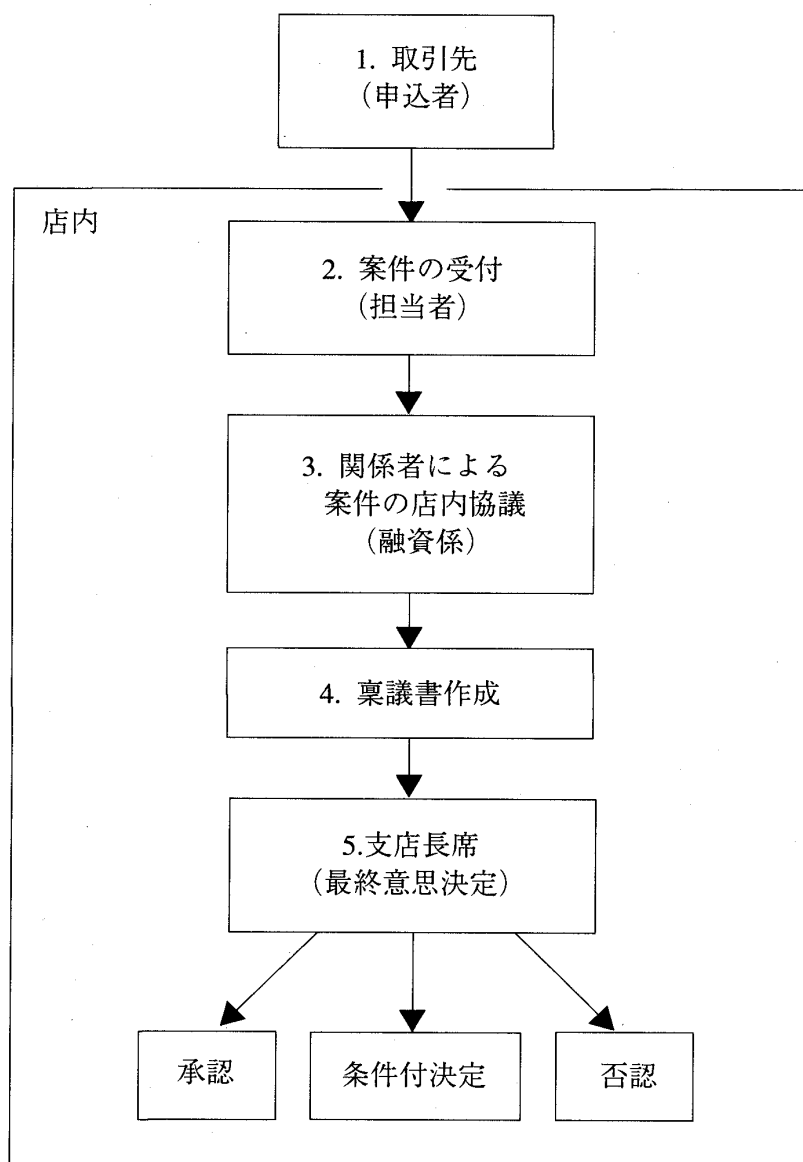 1. 取引先
(申込者)
店内
2. 案件の受付
(担当者)
3. 関係者による
案件の店内協議
(融資係)
4. 稟議書作成
5.支店長席
(最終意思決定)
承認
条件付決定
否認